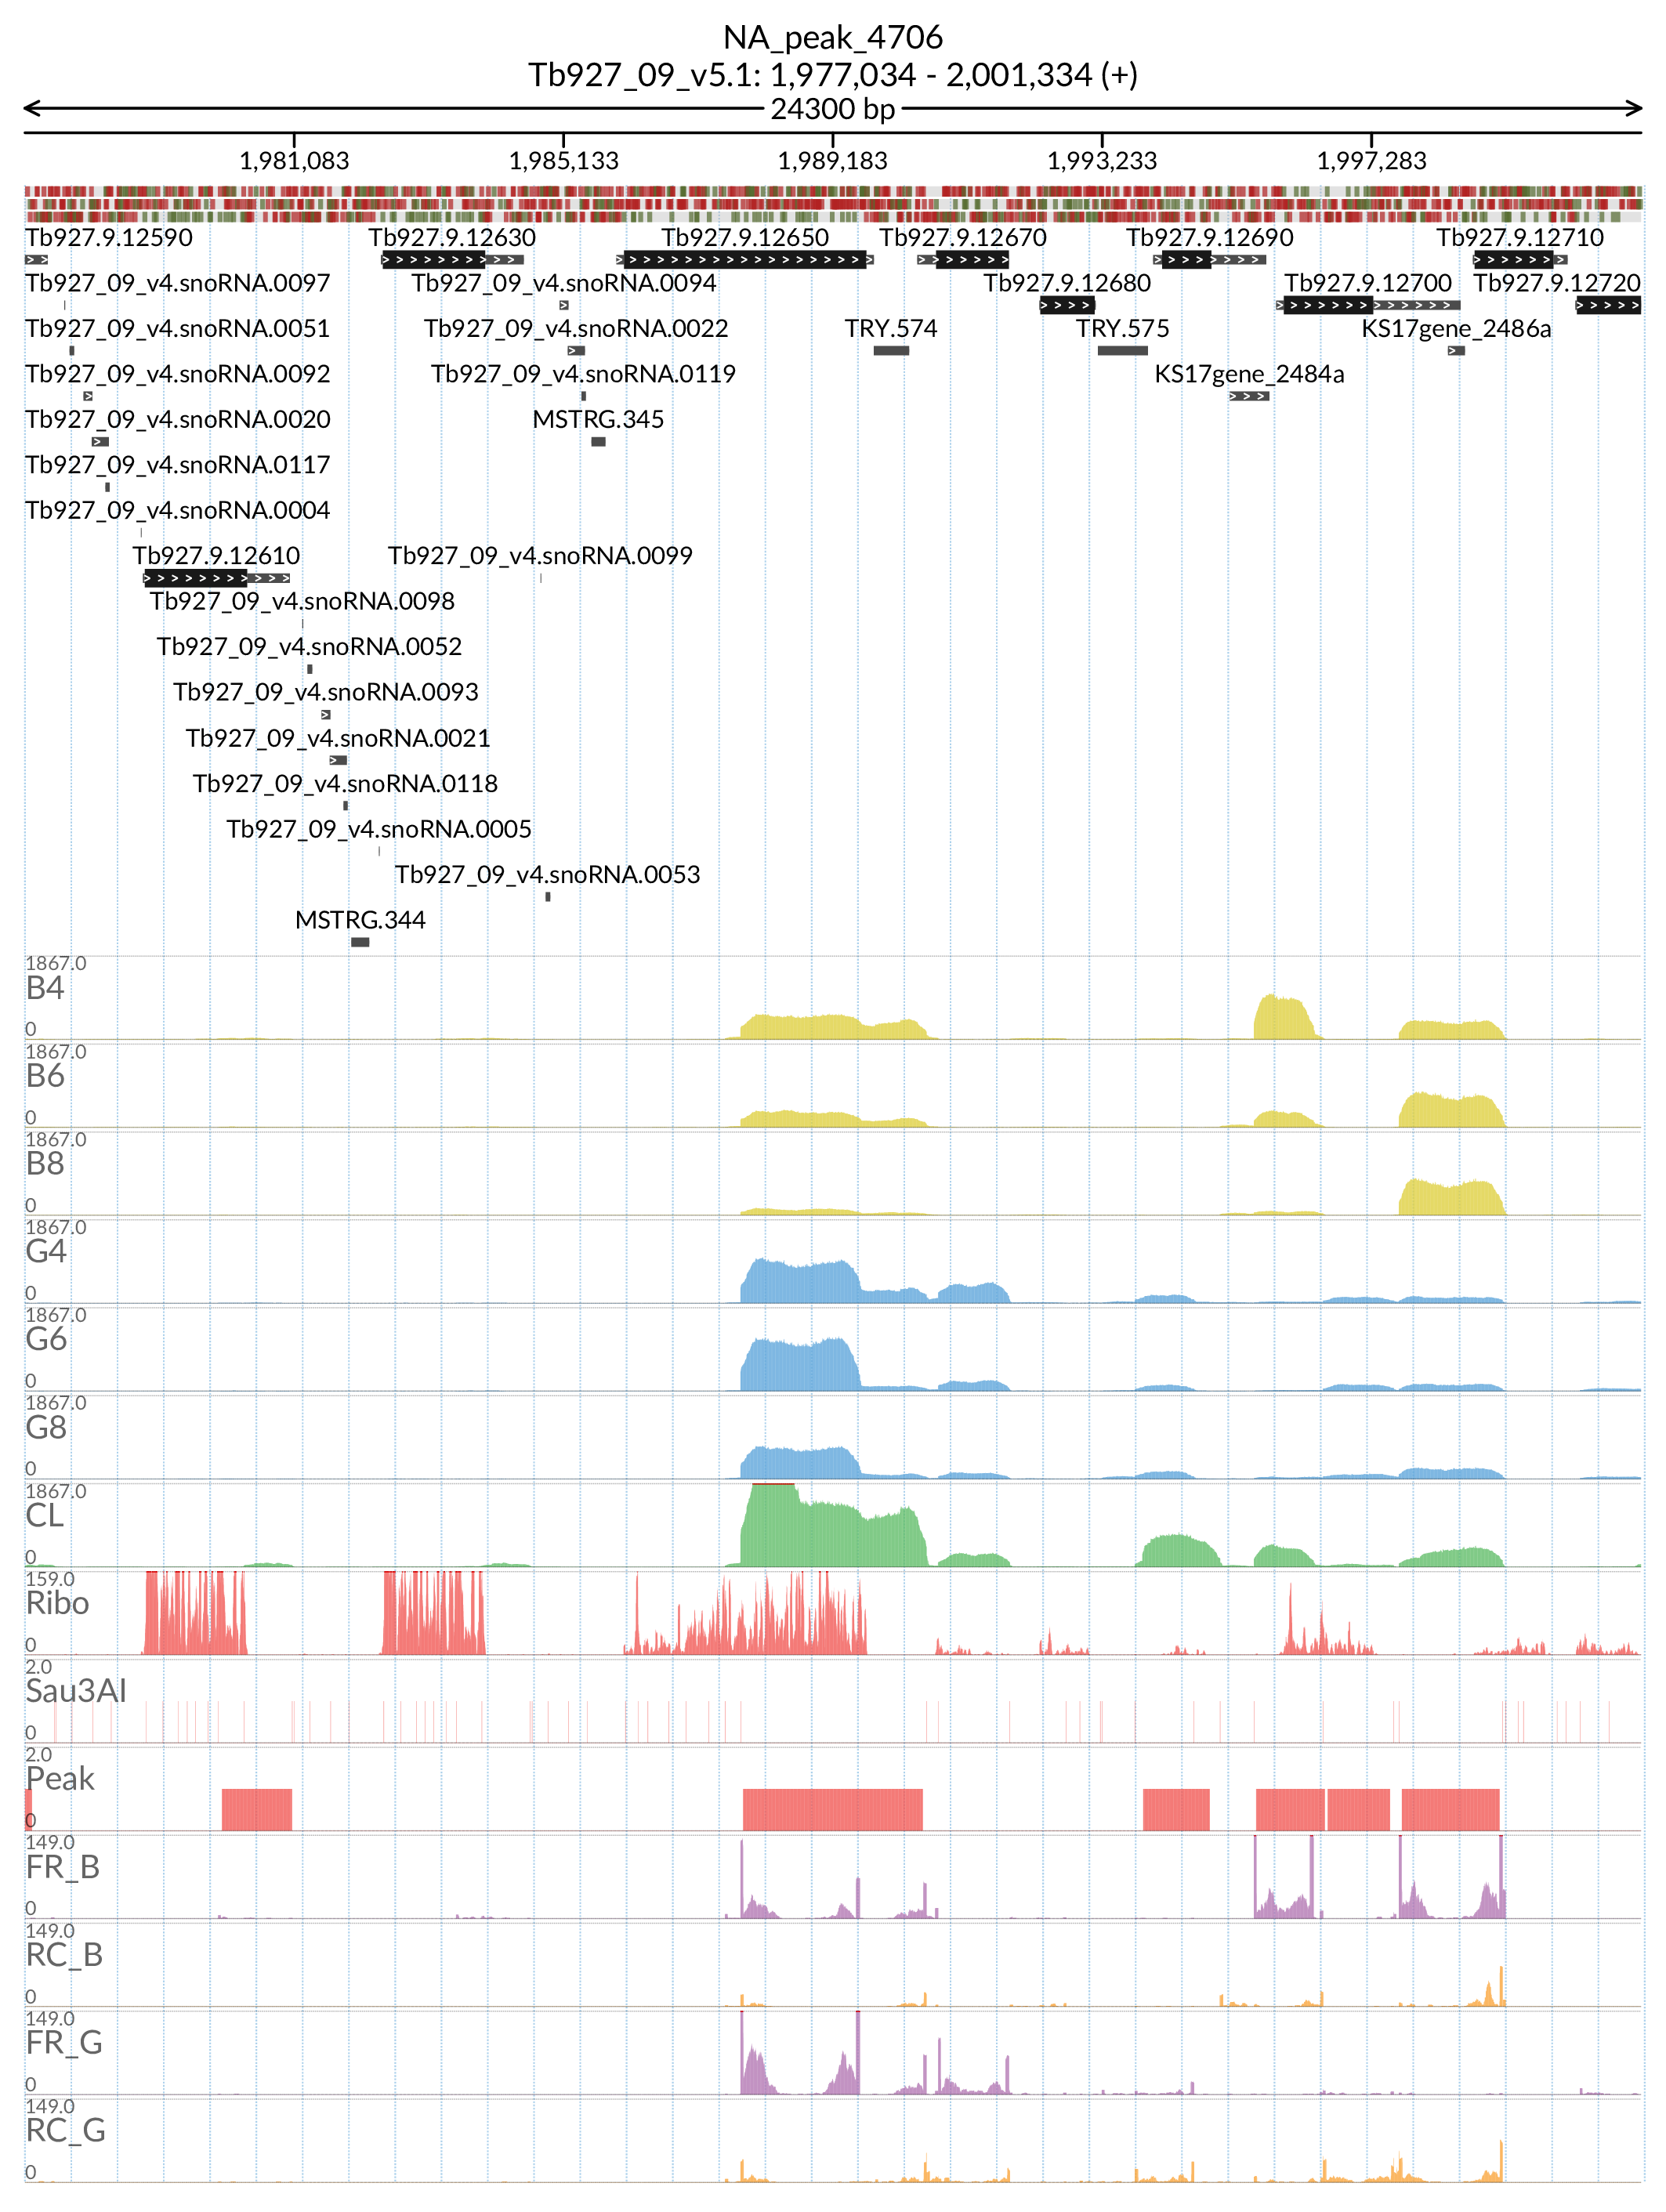 NA_peak_4706
Tb927_09_v5.1: 1,977,034 - 2,001,334 (+)
24300 bp
1,981,083 1,985,133 1,989,183 1,993,233 1,997,283
Tb927.9.12590 Tb927.9.12630 Tb927.9.12650 Tb927.9.12670 Tb927.9.12690 Tb927.9.12710
Tb927_09_v4.snoRNA.0097 Tb927_09_v4.snoRNA.0094 Tb927.9.12680 Tb927.9.12700 Tb927.9.12720
Tb927_09_v4.snoRNA.0051 Tb927_09_v4.snoRNA.0022 TRY.574 TRY.575 KS17gene_2486a
Tb927_09_v4.snoRNA.0092 Tb927_09_v4.snoRNA.0119 KS17gene_2484a
Tb927_09_v4.snoRNA.0020 MSTRG.345
Tb927_09_v4.snoRNA.0117
Tb927_09_v4.snoRNA.0004
Tb927.9.12610 Tb927_09_v4.snoRNA.0099
Tb927_09_v4.snoRNA.0098
Tb927_09_v4.snoRNA.0052
Tb927_09_v4.snoRNA.0093
Tb927_09_v4.snoRNA.0021
Tb927_09_v4.snoRNA.0118
Tb927_09_v4.snoRNA.0005
Tb927_09_v4.snoRNA.0053
MSTRG.344
1867.0
B4
0
1867.0
B6
0
1867.0
B8
0
1867.0
G4
0
1867.0
G6
0
1867.0
G8
0
1867.0
CL
0
159.0
Ribo
0
2.0
Sau3AI
0
2.0
Peak
0
149.0
FR_B
0
149.0
RC_B
0
149.0
FR_G
0
149.0
RC_G
0